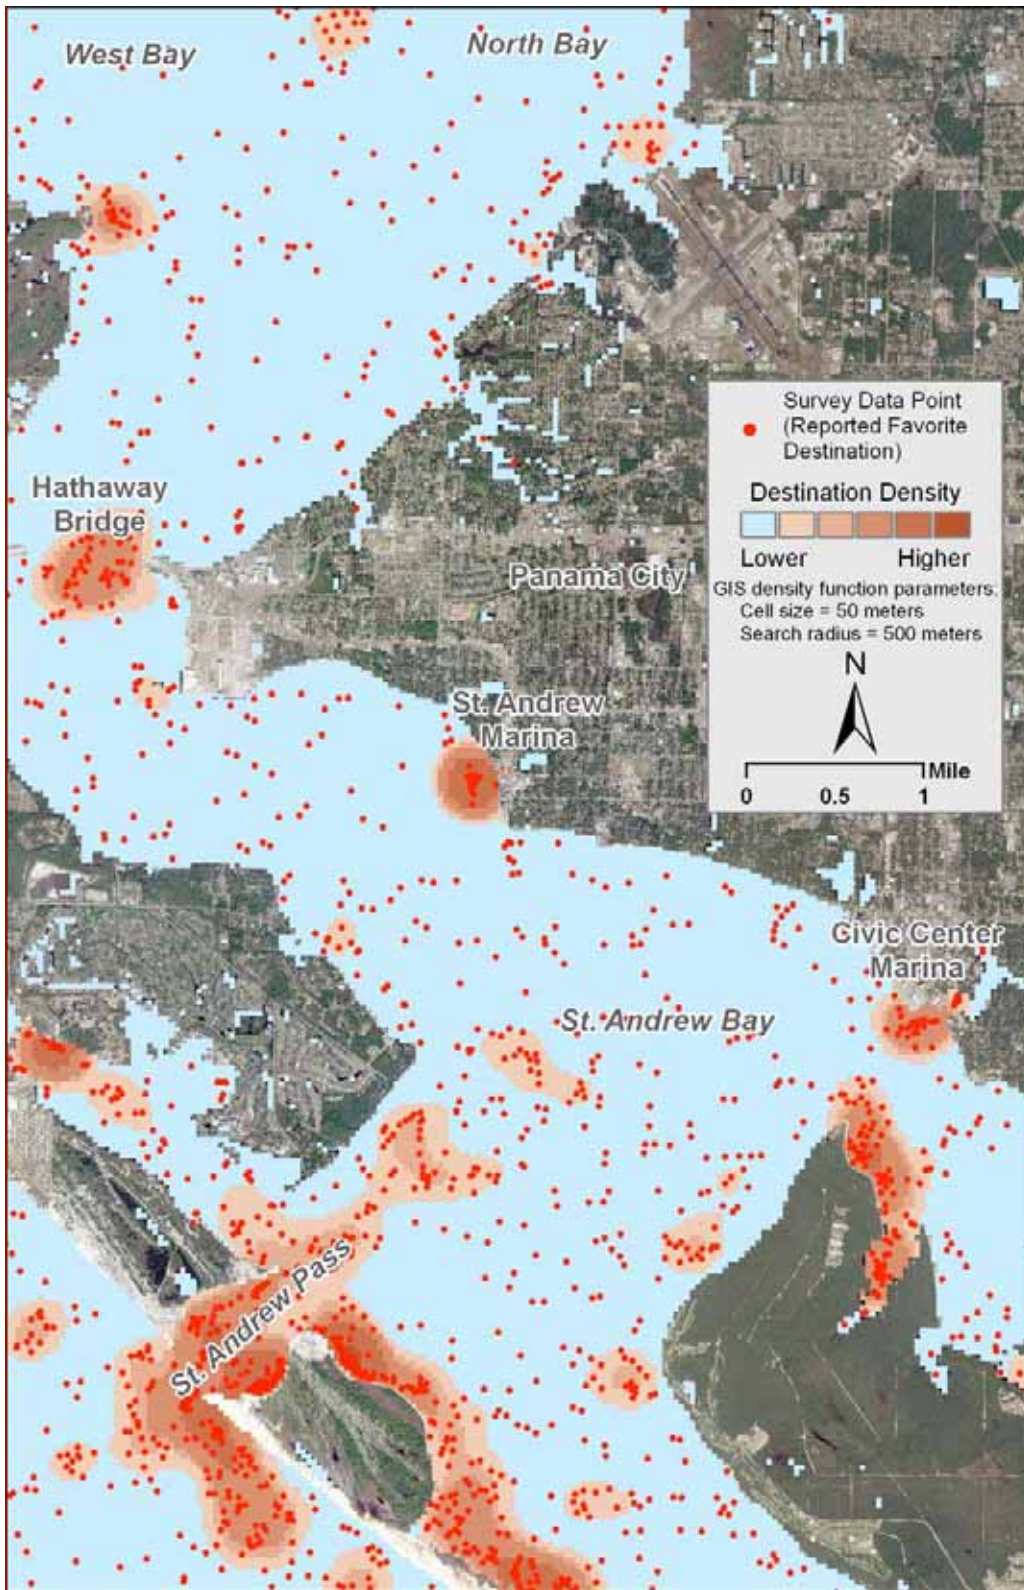 West Bay
North Bay
Survey Data Point
(Reported Favorite
Destination)
Hathaway
Bridge
Destination Density
Lower Higher
Panama City
GIS density function parameters:
Cell size = 50 meters
Search radius = 500 meters
N
St. Andrew
Marina
Mile
0 0.5 1
Civic Center
Marina
St. Andrew Bay
St. Andrew Pass